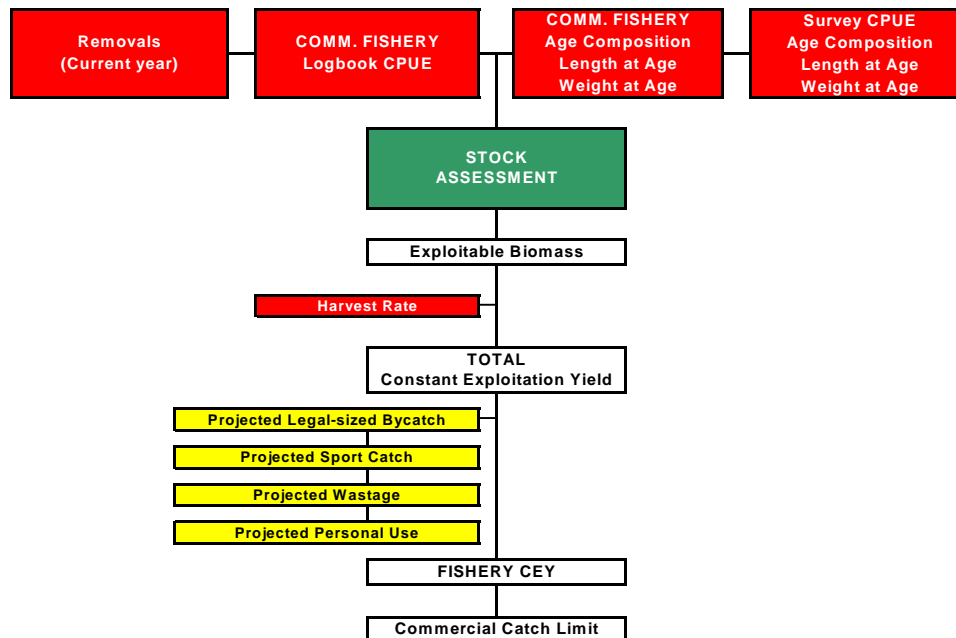 Removals
(Current year)
COMM. FISHERY
Logbook CPUE
COMM. FISHERY
Age Composition
Length at Age
Weight at Age
Survey CPUE
Age Composition
Length at Age
Weight at Age
STOCK
ASSESSMENT
Exploitable Biomass
Harvest Rate
TOTAL
Constant Exploitation Yield
Projected Legal-sized Bycatch
Projected Sport Catch
Projected Wastage
Projected Personal Use
FISHERY CEY
Commercial Catch Limit